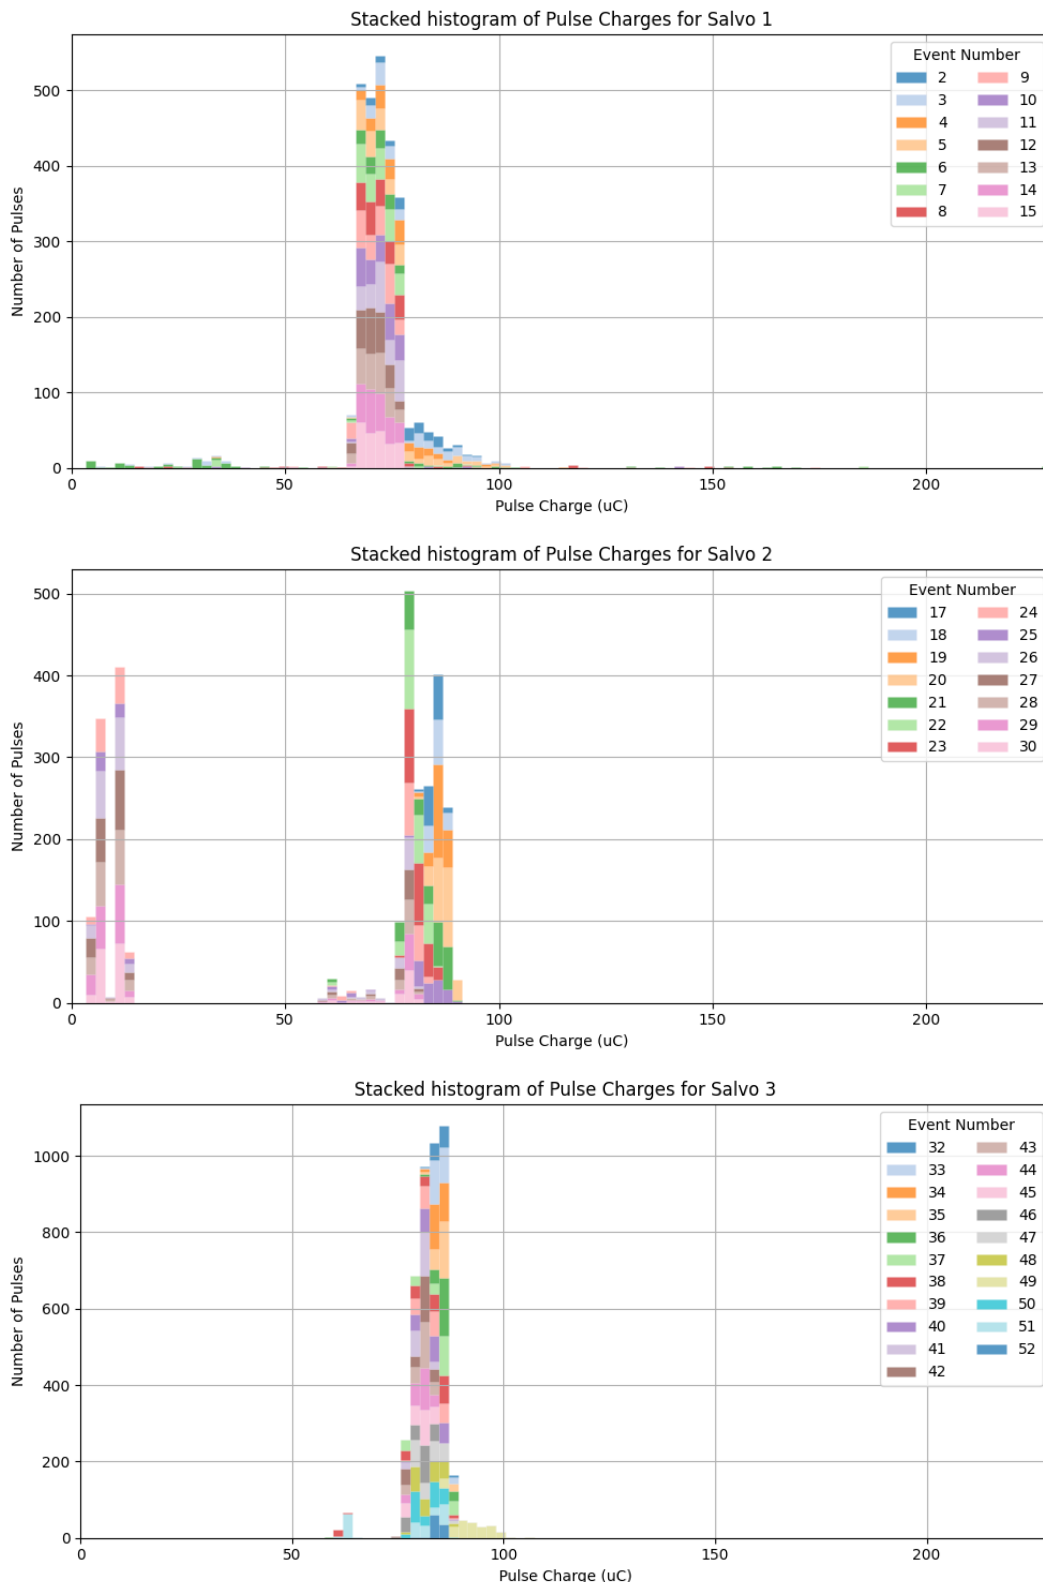 Stacked histogram of Pulse Charges for Salvo 1
Number of Pulses
500
400
300
200
100
0
0 50 100 150 200
Pulse Charge (uC)
Event Number
2 9
3 10
4 11
5 12
6 13
7 14
8 15
Stacked histogram of Pulse Charges for Salvo 2
Number of Pulses
500
400
300
200
100
0
0 50 100 150 200
Pulse Charge (uC)
Event Number
17 24
18 25
19 26
20 27
21 28
22 29
23 30
Stacked histogram of Pulse Charges for Salvo 3
Number of Pulses
1000
800
600
400
200
0
0 50 100 150 200
Pulse Charge (uC)
Event Number
32 43
33 44
34 45
35 46
36 47
37 48
38 49
39 50
40 51
41 52
42